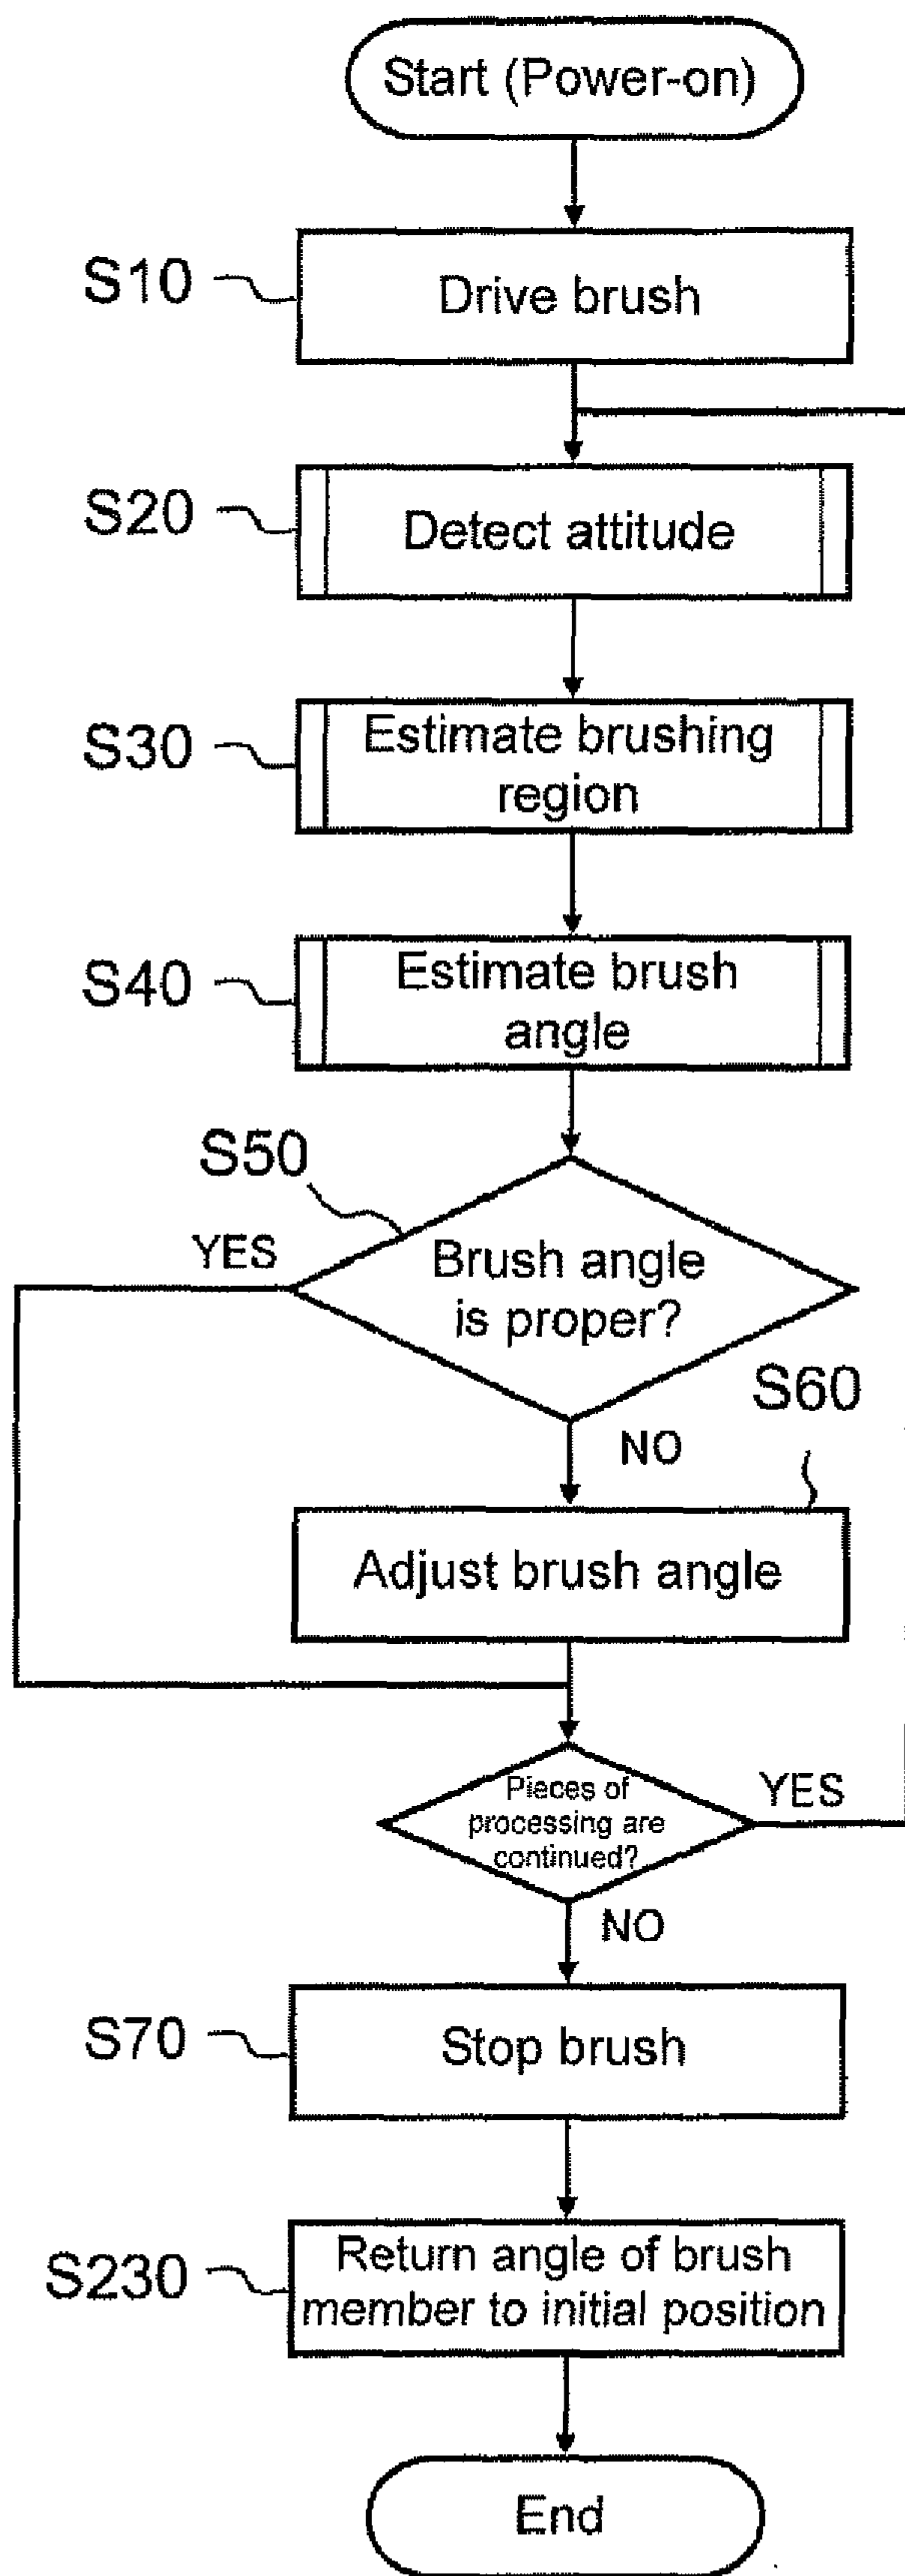 Start (Power-on)
S10
Drive brush
S20
Detect attitude
S30
Estimate brushing
region
S40
Estimate brush
angle
S50
YES
Brush angle
is proper?
S60
NO
Adjust brush angle
Pieces of
processing are
continued?
YES
NO
S70
Stop brush
S230
Return angle of brush
member to initial position
End